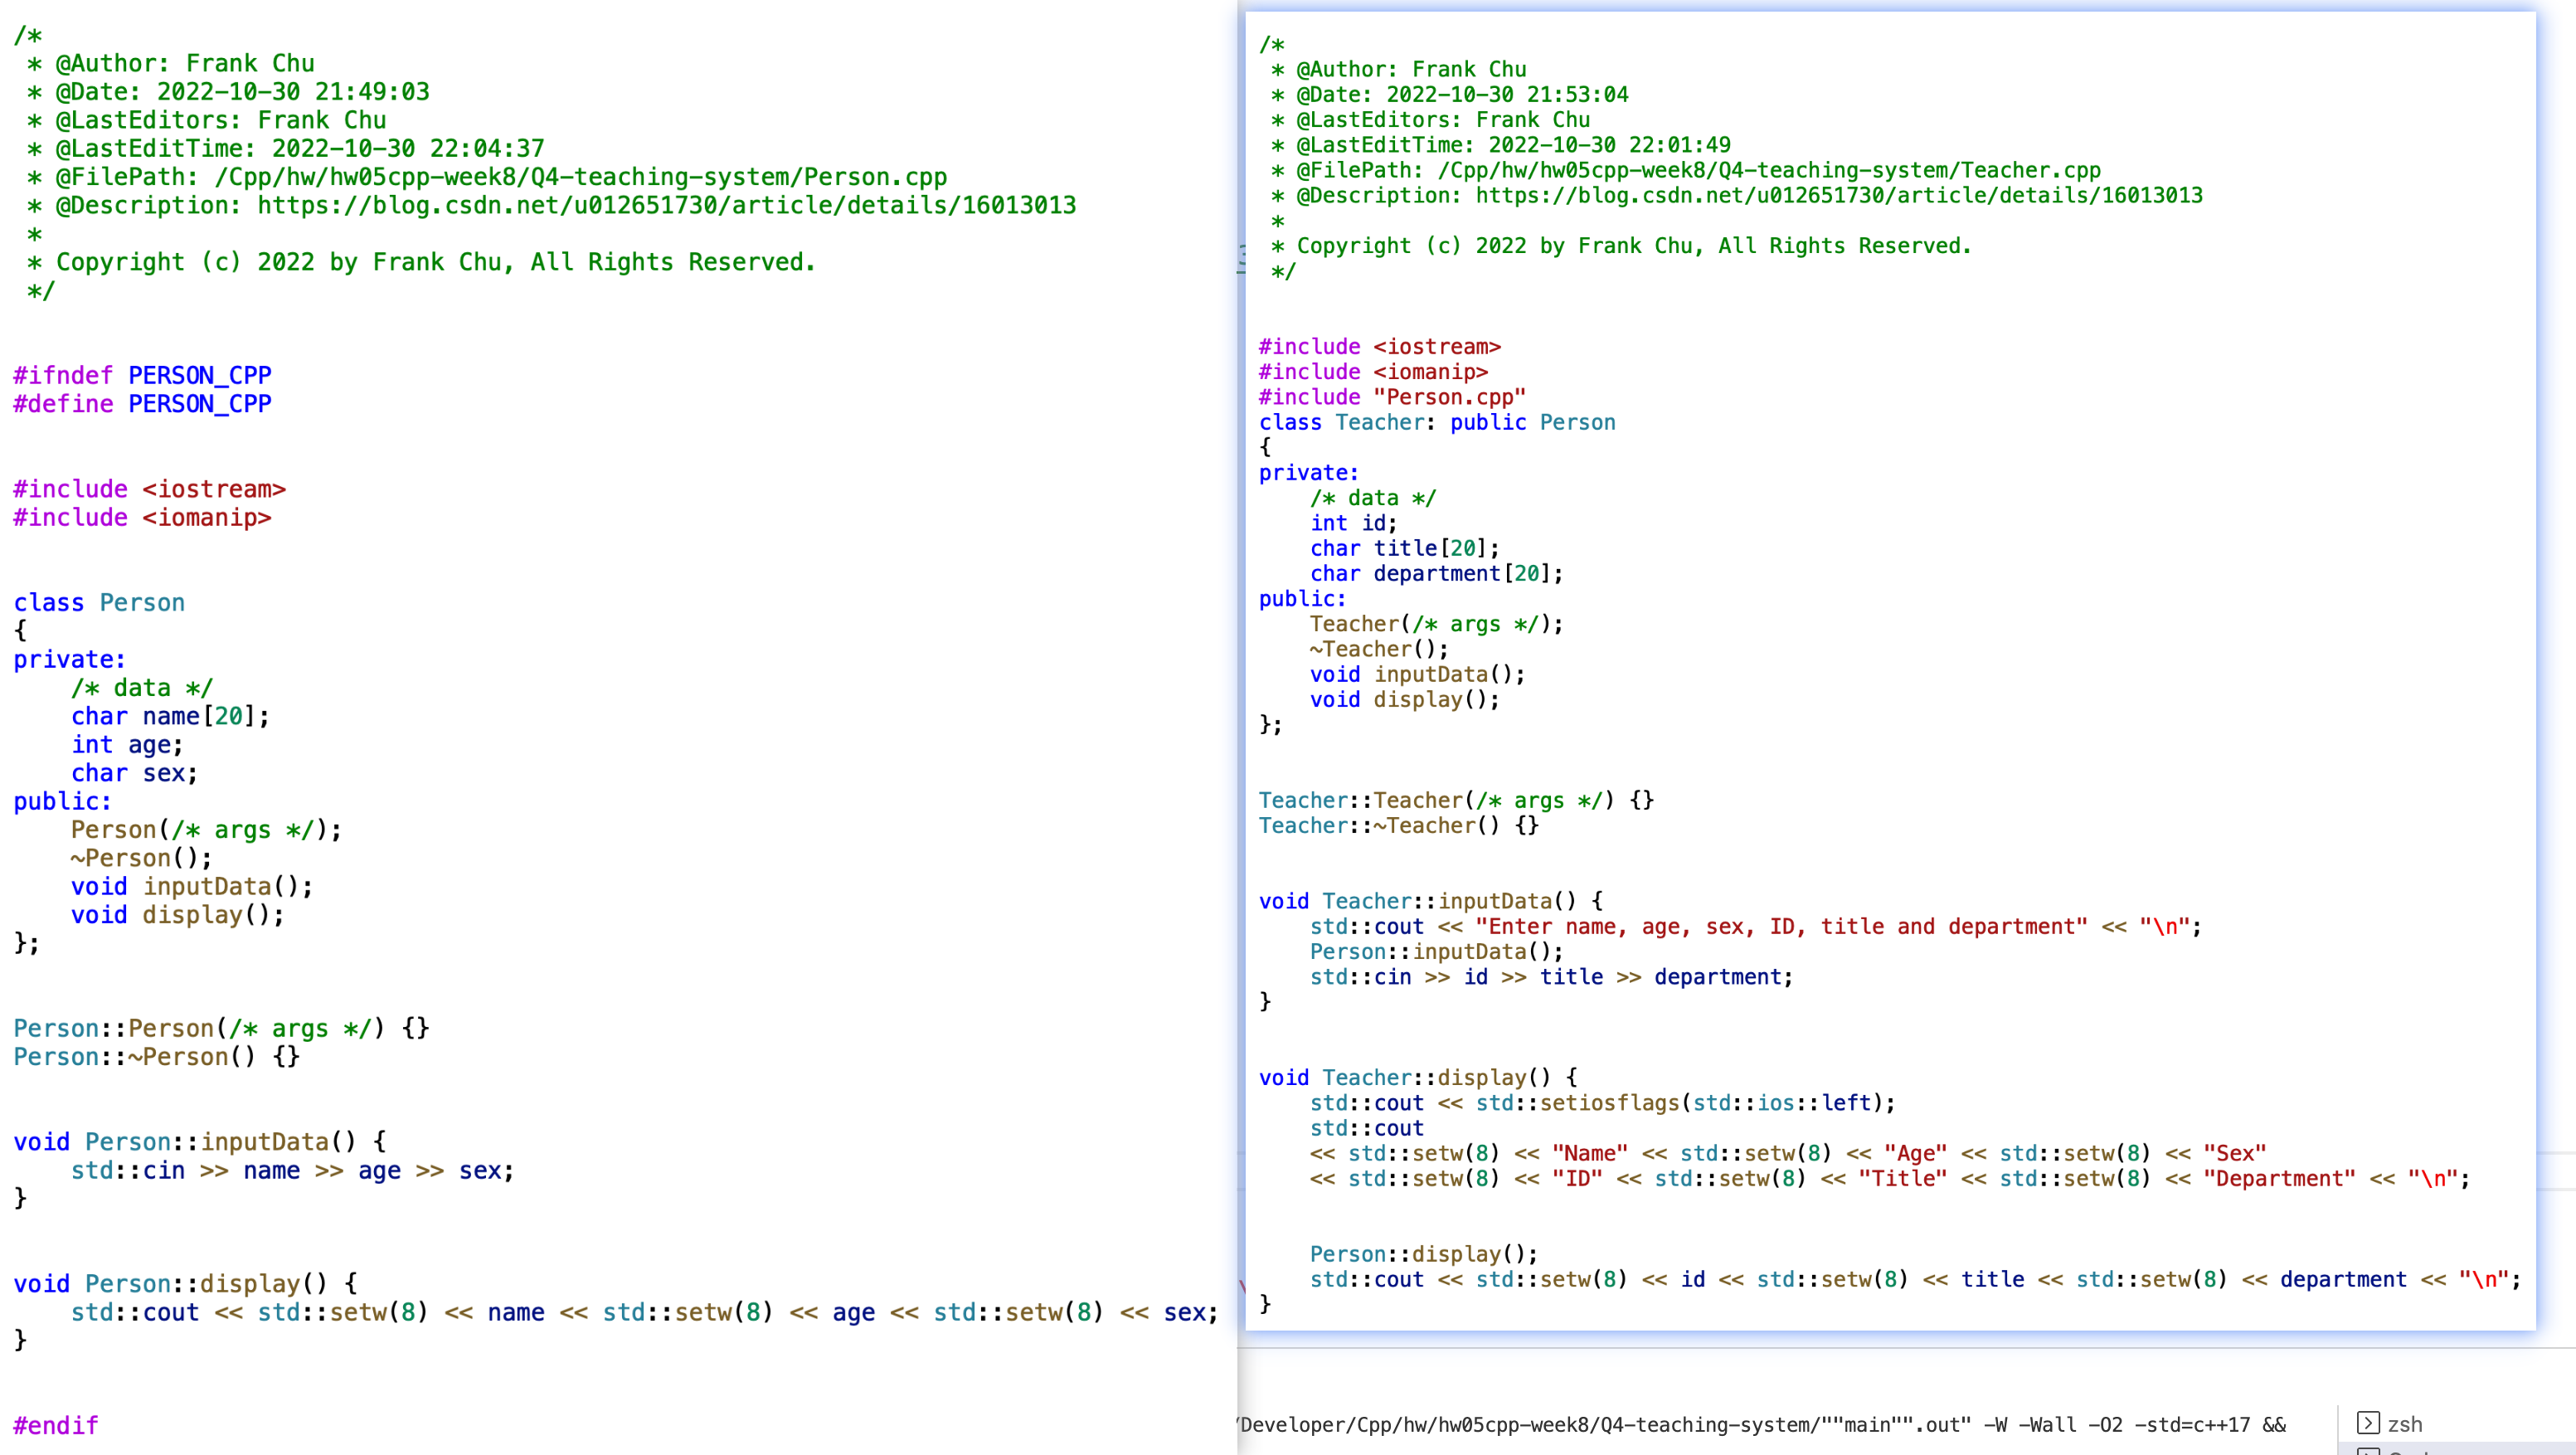 /*
 * @Author: Frank Chu
 * @Date: 2022-10-30 21:49:03
 * @LastEditors: Frank Chu
 * @LastEditTime: 2022-10-30 22:04:37
 * @FilePath: /Cpp/hw/hw05cpp-week8/Q4-teaching-system/Person.cpp
 * @Description: https://blog.csdn.net/u012651730/article/details/16013013
 *
 * Copyright (c) 2022 by Frank Chu, All Rights Reserved.
 */
#ifndef PERSON_CPP
#define PERSON_CPP
#include <iostream>
#include <iomanip>
class Person
{
private:
    /* data */
    char name[20];
    int age;
    char sex;
public:
    Person(/* args */);
    ~Person();
    void inputData();
    void display();
};
Person::Person(/* args */) {}
Person::~Person() {}
void Person::inputData() {
    std::cin >> name >> age >> sex;
}
void Person::display() {
    std::cout << std::setw(8) << name << std::setw(8) << age << std::setw(8) << sex;
}
#endif
/*
 * @Author: Frank Chu
 * @Date: 2022-10-30 21:53:04
 * @LastEditors: Frank Chu
 * @LastEditTime: 2022-10-30 22:01:49
 * @FilePath: /Cpp/hw/hw05cpp-week8/Q4-teaching-system/Teacher.cpp
 * @Description: https://blog.csdn.net/u012651730/article/details/16013013
 *
 * Copyright (c) 2022 by Frank Chu, All Rights Reserved.
 */
#include <iostream>
#include <iomanip>
#include "Person.cpp"
class Teacher: public Person
{
private:
    /* data */
    int id;
    char title[20];
    char department[20];
public:
    Teacher(/* args */);
    ~Teacher();
    void inputData();
    void display();
};
Teacher::Teacher(/* args */) {}
Teacher::~Teacher() {}
void Teacher::inputData() {
    std::cout << "Enter name, age, sex, ID, title and department" << "\n";
    Person::inputData();
    std::cin >> id >> title >> department;
}
void Teacher::display() {
    std::cout << std::setiosflags(std::ios::left);
    std::cout
    << std::setw(8) << "Name" << std::setw(8) << "Age" << std::setw(8) << "Sex"
    << std::setw(8) << "ID" << std::setw(8) << "Title" << std::setw(8) << "Department" << "\n";
    Person::display();
    std::cout << std::setw(8) << id << std::setw(8) << title << std::setw(8) << department << "\n";
}
/Developer/Cpp/hw/hw05cpp-week8/Q4-teaching-system/""main"".out" -W -Wall -O2 -std=c++17 &&
zsh